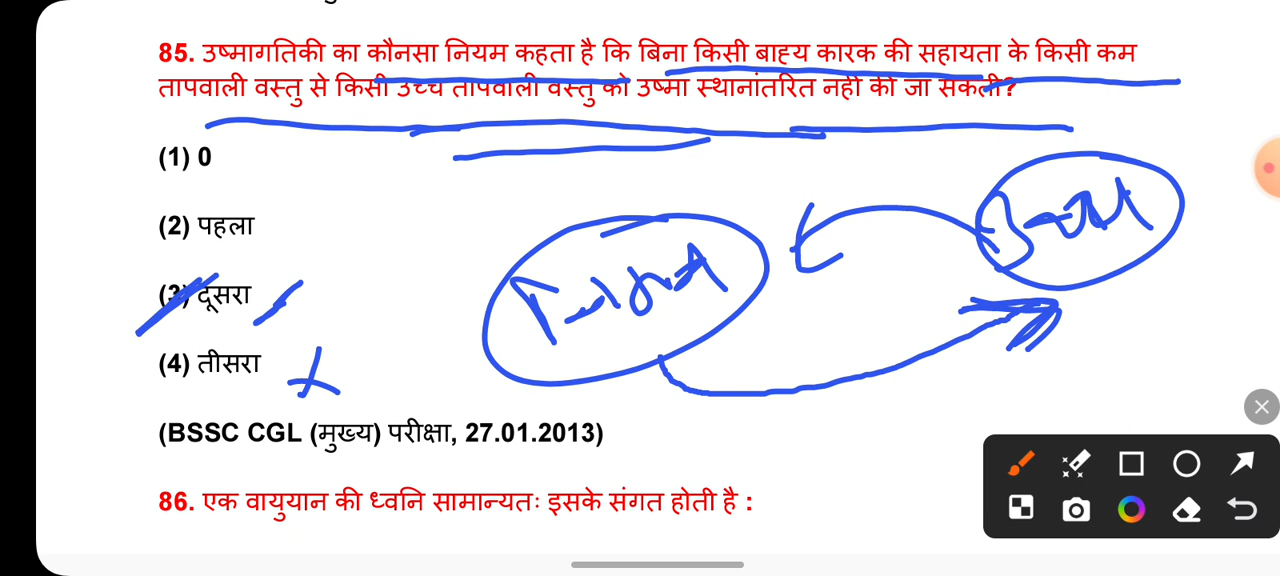 85. उष्मागतिकी का कौनसा नियम कहता है कि बिना किसी बाह्य कारक की सहायता के किसी कम
तापवाली वस्तु से किसी उच्च तापवाली वस्तु को उष्मा स्थानांतरित नहीं की जा सकती?
(1) 0
(2) पहला
(3) दूसरा
(4) तीसरा
(BSSC CGL (मुख्य) परीक्षा, 27.01.2013)
86. एक वायुयान की ध्वनि सामान्यतः इसके संगत होती है :